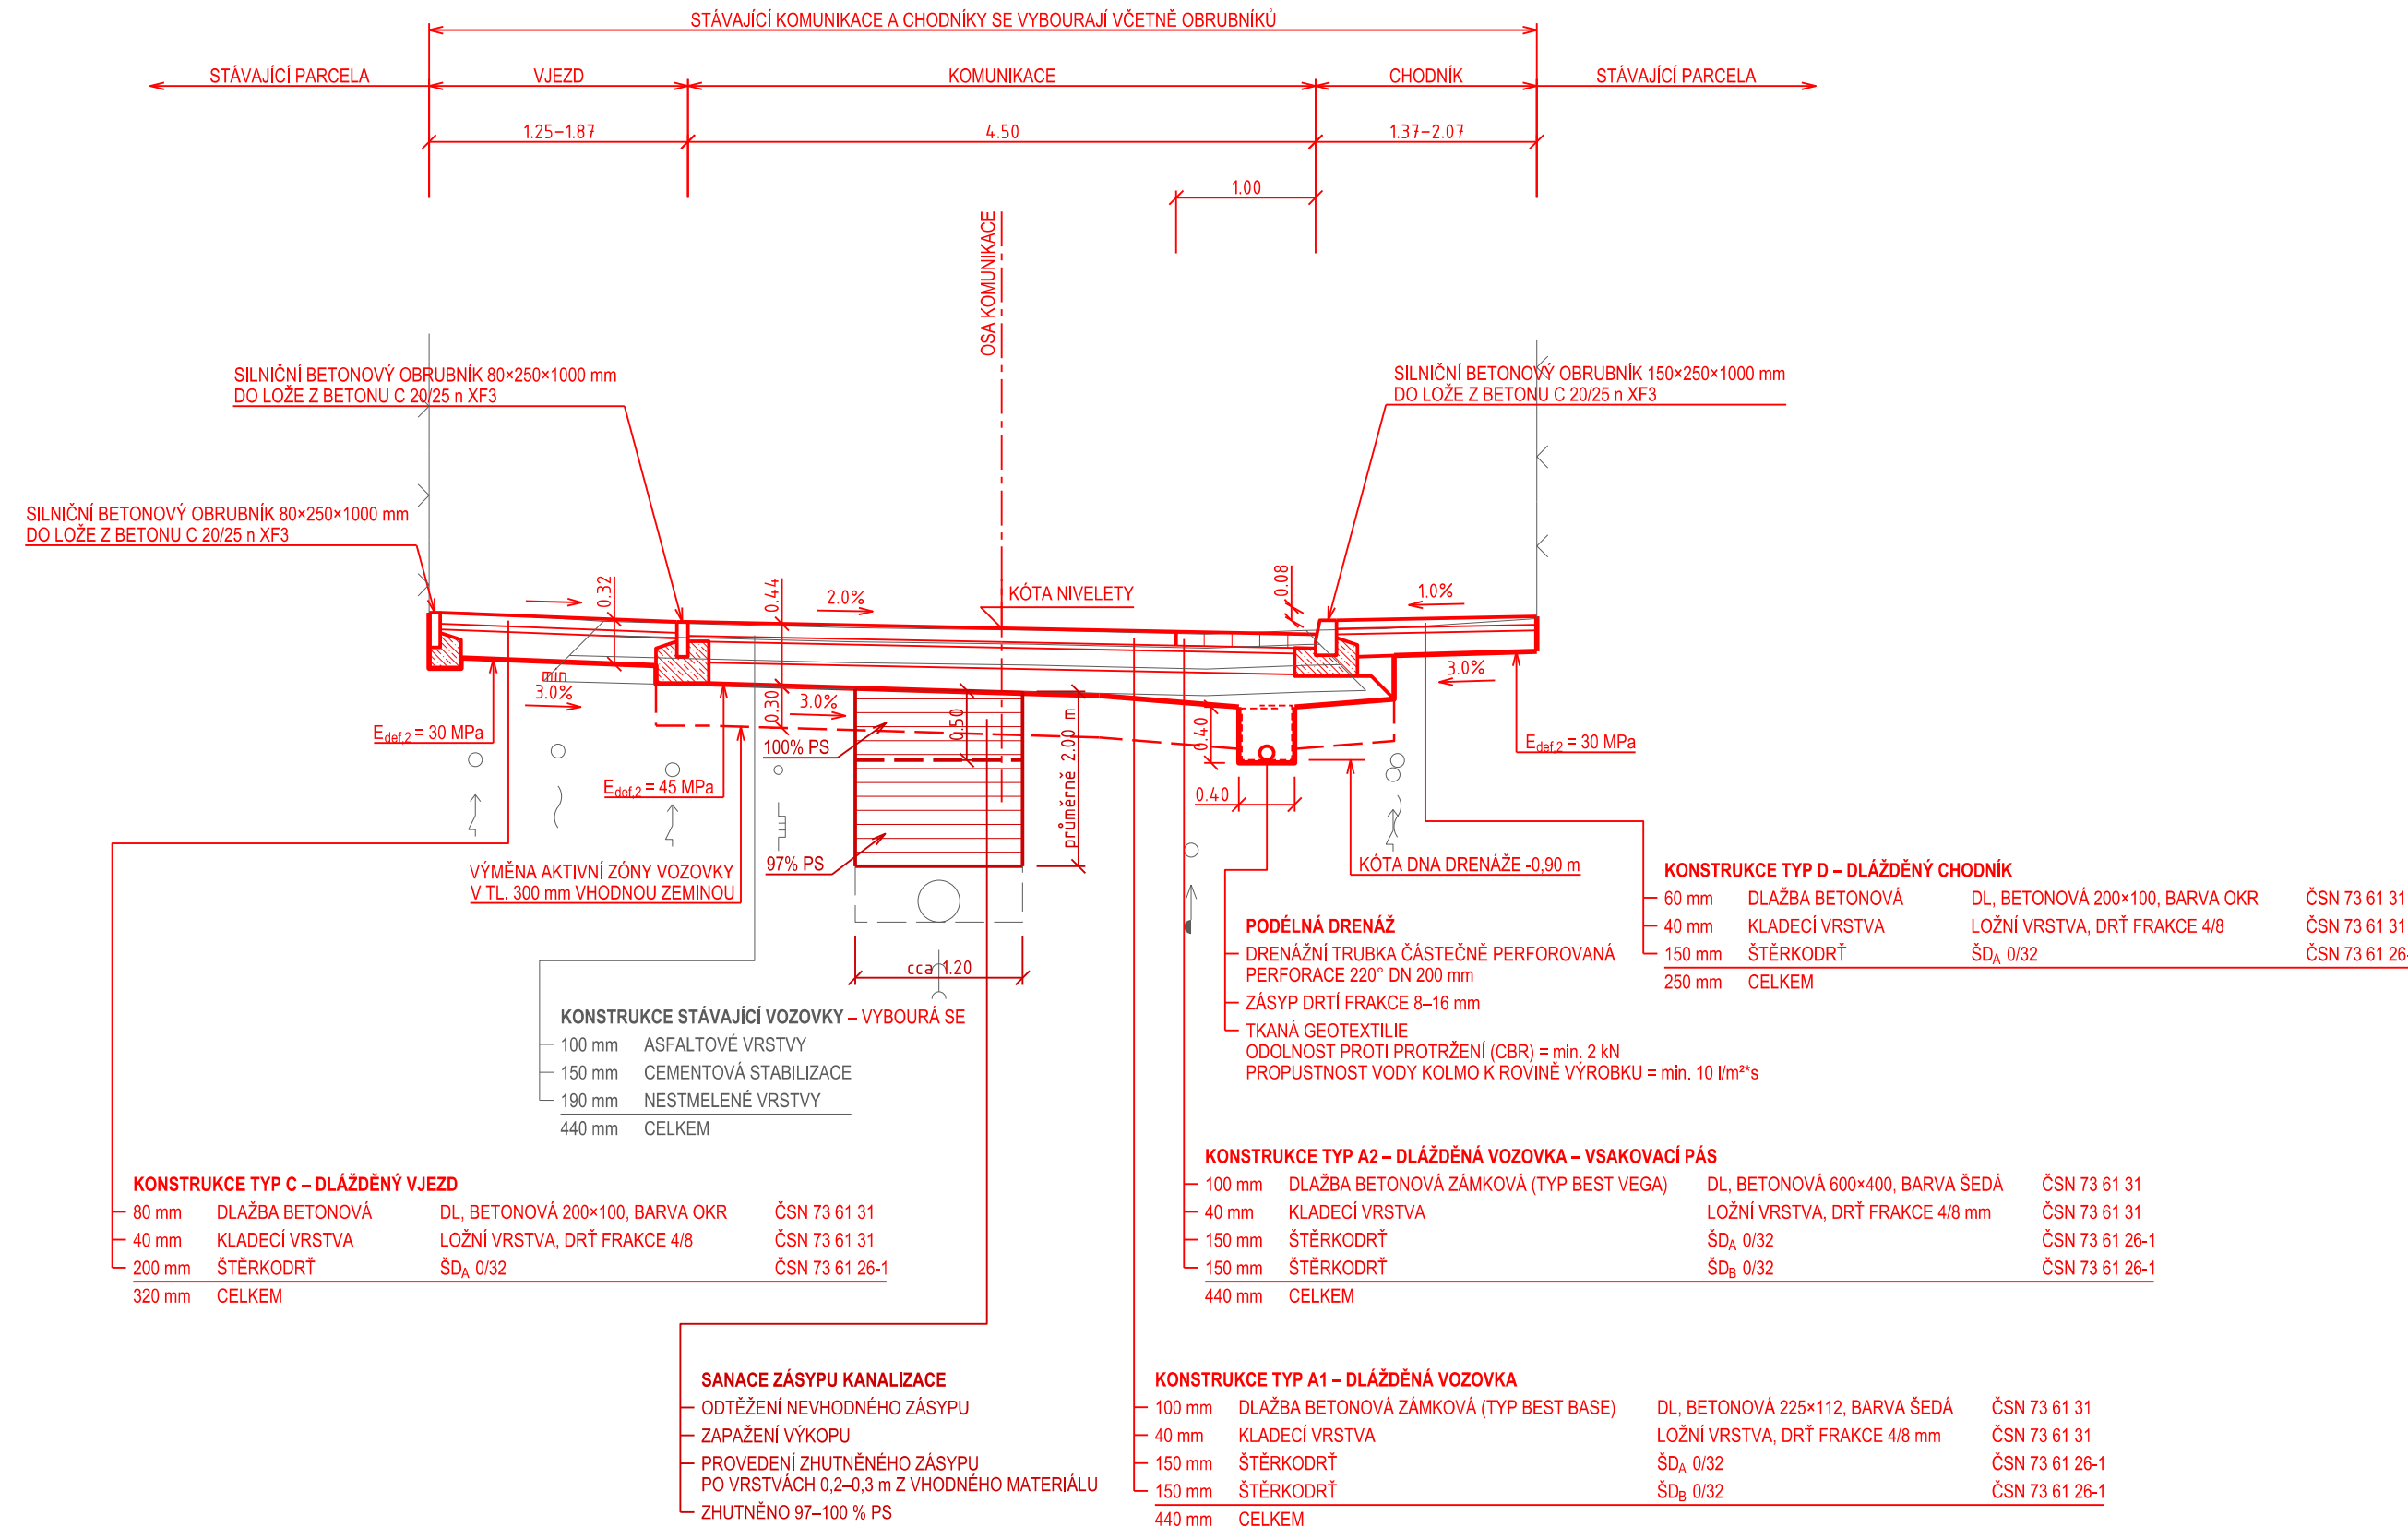 STÁVAJÍCÍ KOMUNIKACE A CHODNÍKY SE VYBOURAJÍ VČETNĚ OBRUBNÍKŮ
STÁVAJÍCÍ PARCELA
VJEZD
KOMUNIKACE
CHODNÍK
STÁVAJÍCÍ PARCELA
1.25–1.87
4.50
1.37–2.07
1.00
OSA KOMUNIKACE
SILNIČNÍ BETONOVÝ OBRUBNÍK 80×250×1000 mm
DO LOŽE Z BETONU C 20/25 n XF3
SILNIČNÍ BETONOVÝ OBRUBNÍK 150×250×1000 mm
DO LOŽE Z BETONU C 20/25 n XF3
SILNIČNÍ BETONOVÝ OBRUBNÍK 80×250×1000 mm
DO LOŽE Z BETONU C 20/25 n XF3
0.32
0.44
2.0%
KÓTA NIVELETY
0.08
1.0%
min
3.0%
0.30
3.0%
0.50
průměrně 2.00 m
0.40
3.0%
Edef,2 = 30 MPa
100% PS
Edef,2 = 30 MPa
Edef,2 = 45 MPa
0.40
97% PS
KÓTA DNA DRENÁŽE -0,90 m
VÝMĚNA AKTIVNÍ ZÓNY VOZOVKY
V TL. 300 mm VHODNOU ZEMINOU
cca 1.20
KONSTRUKCE TYP D – DLÁŽDĚNÝ CHODNÍK
60 mm DLAŽBA BETONOVÁ DL, BETONOVÁ 200×100, BARVA OKR ČSN 73 61 31
40 mm KLADECÍ VRSTVA LOŽNÍ VRSTVA, DRŤ FRAKCE 4/8 ČSN 73 61 31
150 mm ŠTĚRKODRŤ ŠDA 0/32 ČSN 73 61 26-
250 mm CELKEM
PODÉLNÁ DRENÁŽ
DRENÁŽNÍ TRUBKA ČÁSTEČNĚ PERFOROVANÁ
PERFORACE 220° DN 200 mm
ZÁSYP DRTÍ FRAKCE 8–16 mm
TKANÁ GEOTEXTILIE
ODOLNOST PROTI PROTRŽENÍ (CBR) = min. 2 kN
PROPUSTNOST VODY KOLMO K ROVINĚ VÝROBKU = min. 10 l/m²*s
KONSTRUKCE STÁVAJÍCÍ VOZOVKY – VYBOURÁ SE
100 mm ASFALTOVÉ VRSTVY
150 mm CEMENTOVÁ STABILIZACE
190 mm NESTMELENÉ VRSTVY
440 mm CELKEM
KONSTRUKCE TYP C – DLÁŽDĚNÝ VJEZD
80 mm DLAŽBA BETONOVÁ DL, BETONOVÁ 200×100, BARVA OKR ČSN 73 61 31
40 mm KLADECÍ VRSTVA LOŽNÍ VRSTVA, DRŤ FRAKCE 4/8 ČSN 73 61 31
200 mm ŠTĚRKODRŤ ŠDA 0/32 ČSN 73 61 26-1
320 mm CELKEM
KONSTRUKCE TYP A2 – DLÁŽDĚNÁ VOZOVKA – VSAKOVACÍ PÁS
100 mm DLAŽBA BETONOVÁ ZÁMKOVÁ (TYP BEST VEGA) DL, BETONOVÁ 600×400, BARVA ŠEDÁ ČSN 73 61 31
40 mm KLADECÍ VRSTVA LOŽNÍ VRSTVA, DRŤ FRAKCE 4/8 mm ČSN 73 61 31
150 mm ŠTĚRKODRŤ ŠDA 0/32 ČSN 73 61 26-1
150 mm ŠTĚRKODRŤ ŠDB 0/32 ČSN 73 61 26-1
440 mm CELKEM
SANACE ZÁSYPU KANALIZACE
ODTĚŽENÍ NEVHODNÉHO ZÁSYPU
ZAPAŽENÍ VÝKOPU
PROVEDENÍ ZHUTNĚNÉHO ZÁSYPU
PO VRSTVÁCH 0,2–0,3 m Z VHODNÉHO MATERIÁLU
ZHUTNĚNO 97–100 % PS
KONSTRUKCE TYP A1 – DLÁŽDĚNÁ VOZOVKA
100 mm DLAŽBA BETONOVÁ ZÁMKOVÁ (TYP BEST BASE) DL, BETONOVÁ 225×112, BARVA ŠEDÁ ČSN 73 61 31
40 mm KLADECÍ VRSTVA LOŽNÍ VRSTVA, DRŤ FRAKCE 4/8 mm ČSN 73 61 31
150 mm ŠTĚRKODRŤ ŠDA 0/32 ČSN 73 61 26-1
150 mm ŠTĚRKODRŤ ŠDB 0/32 ČSN 73 61 26-1
440 mm CELKEM